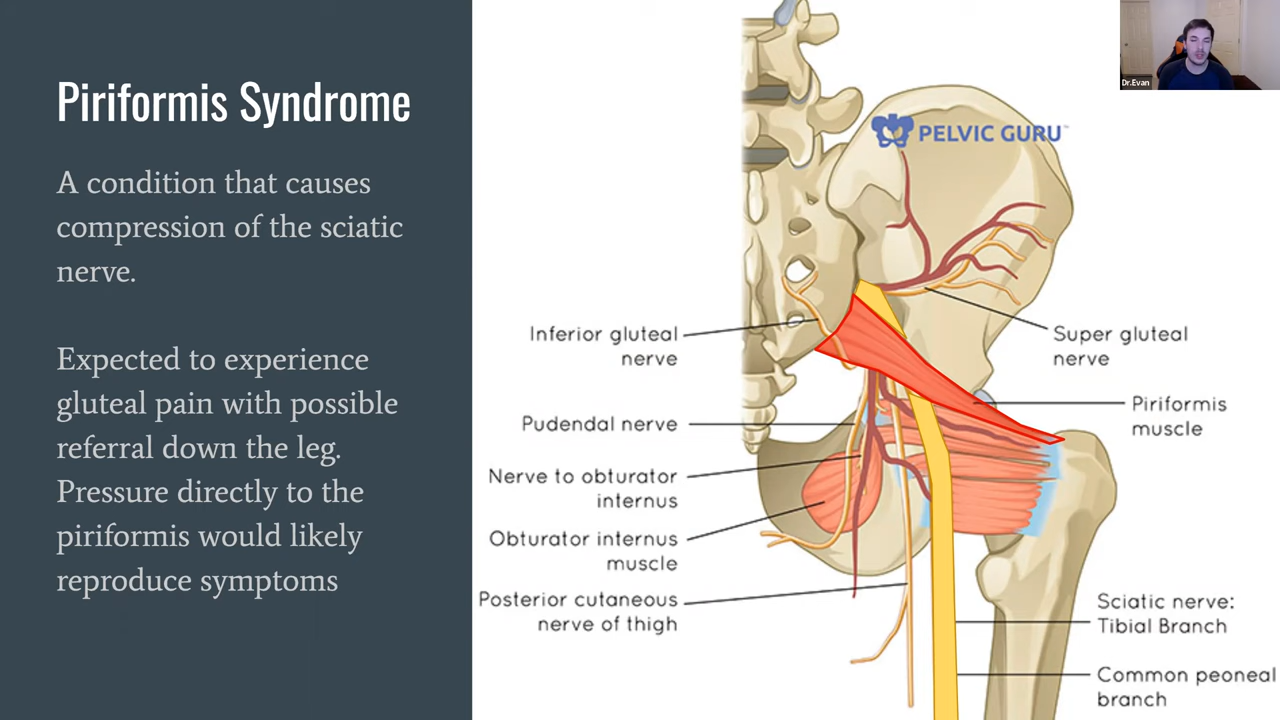 Piriformis Syndrome
A condition that causes
compression of the sciatic
nerve.
Expected to experience
gluteal pain with possible
referral down the leg.
Pressure directly to the
piriformis would likely
reproduce symptoms
PELVIC GURU™
Inferior gluteal
nerve
Pudendal nerve
Nerve to obturator
internus
Obturator internus
muscle
Posterior cutaneous
nerve of thigh
Super gluteal
nerve
Piriformis
muscle
Sciatic nerve:
Tibial Branch
Common peoneal
branch
Dr.Evan